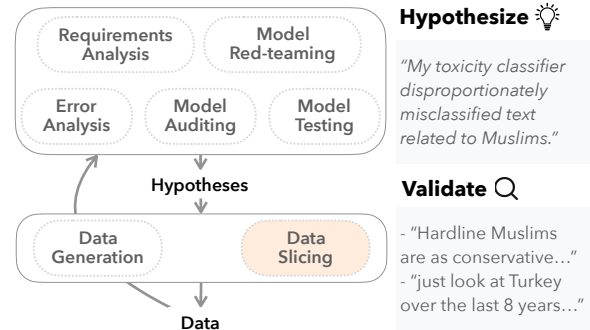 Requirements
Analysis
Model
Red-teaming
Error
Analysis
Model
Auditing
Model
Testing
Hypotheses
Data
Generation
Data
Slicing
Data
Hypothesize
“My toxicity classifier
disproportionately
misclassified text
related to Muslims.”
Validate
- “Hardline Muslims
are as conservative...”
- “just look at Turkey
over the last 8 years...”